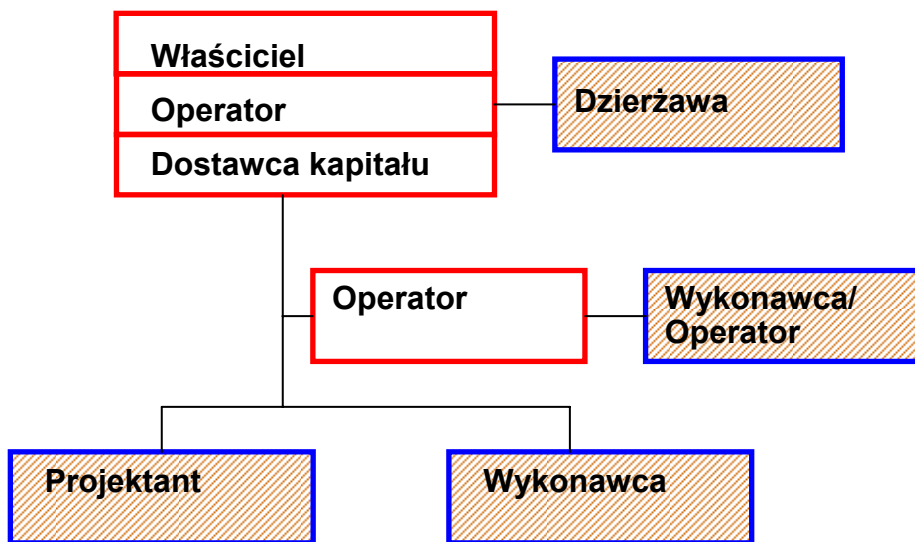 Właściciel
Operator
Dzierżawa
Dostawca kapitału
Operator
Wykonawca/
Operator
Projektant
Wykonawca